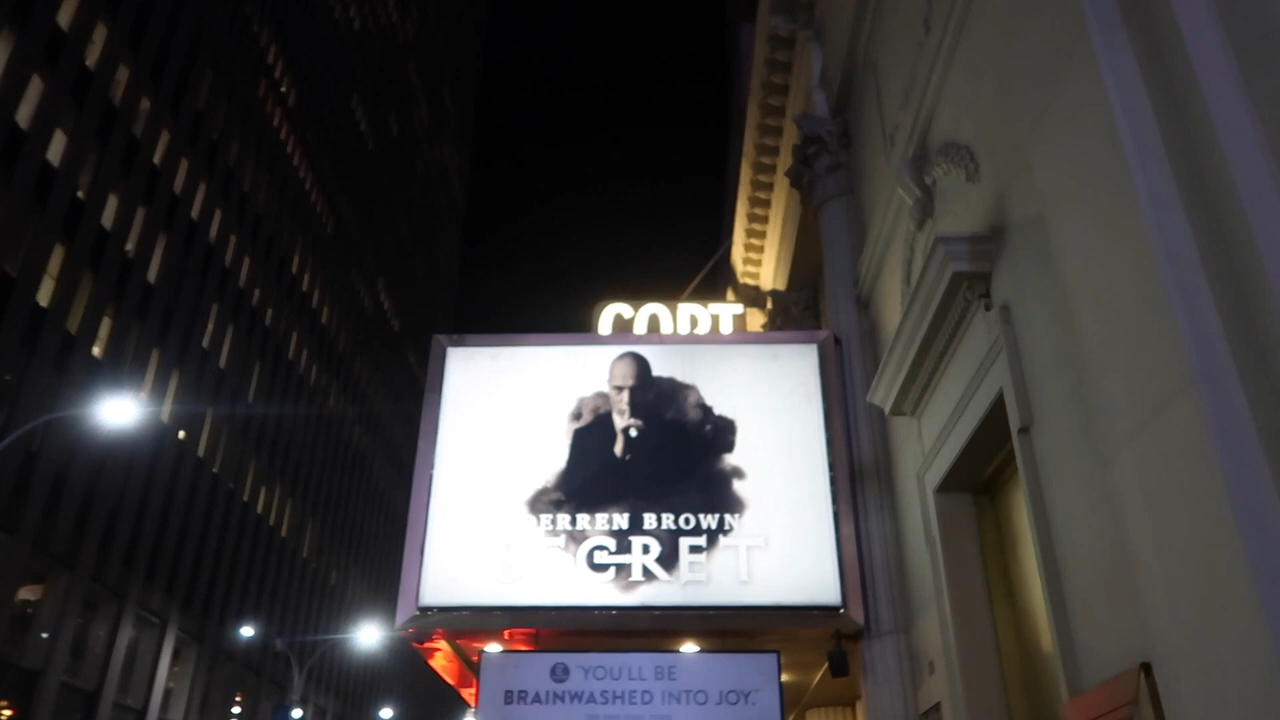 CORT
DERREN BROWN
SECRET
"YOU'LL BE
BRAINWASHED INTO JOY."